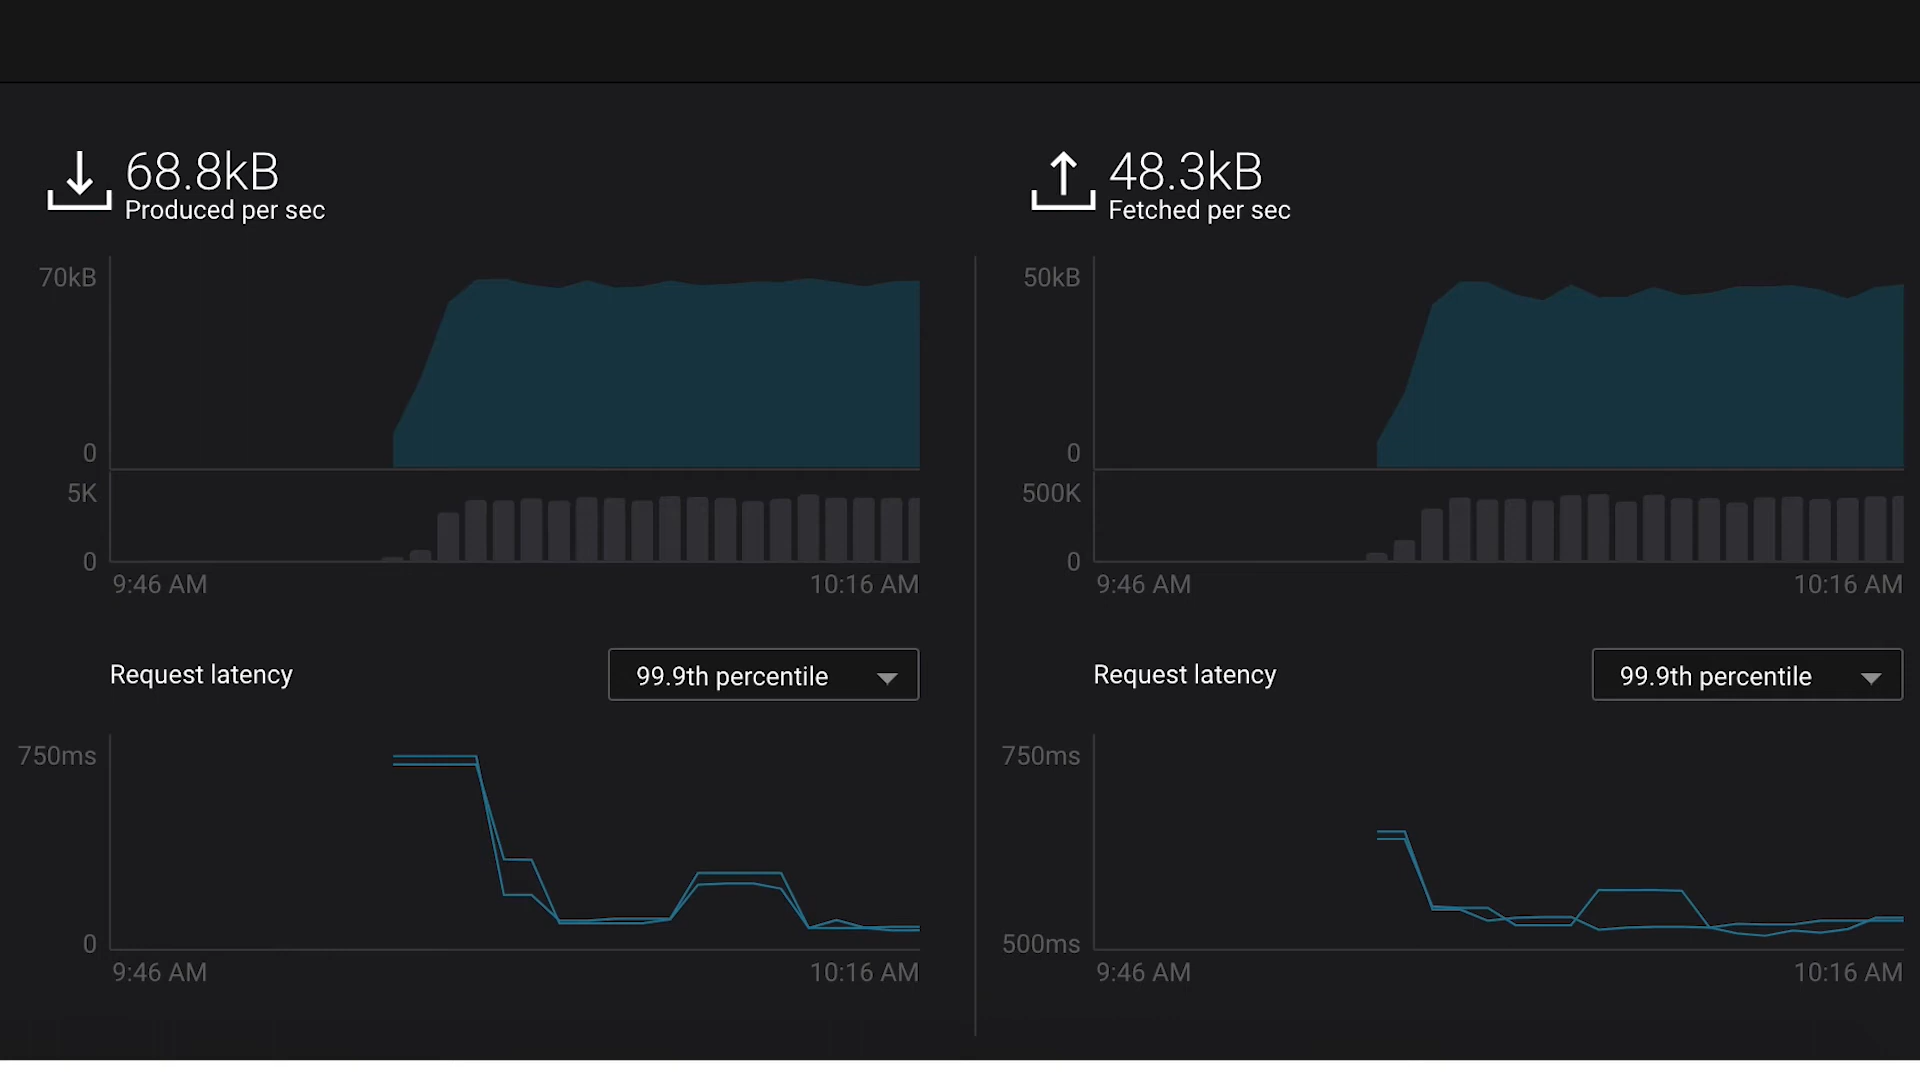 68.8kB
Produced per sec
70kB
0
5K
0
9:46 AM 10:16 AM
Request latency 99.9th percentile
750ms
0
9:46 AM 10:16 AM
48.3kB
Fetched per sec
50kB
0
500K
0
9:46 AM 10:16 AM
Request latency 99.9th percentile
750ms
500ms
9:46 AM 10:16 AM